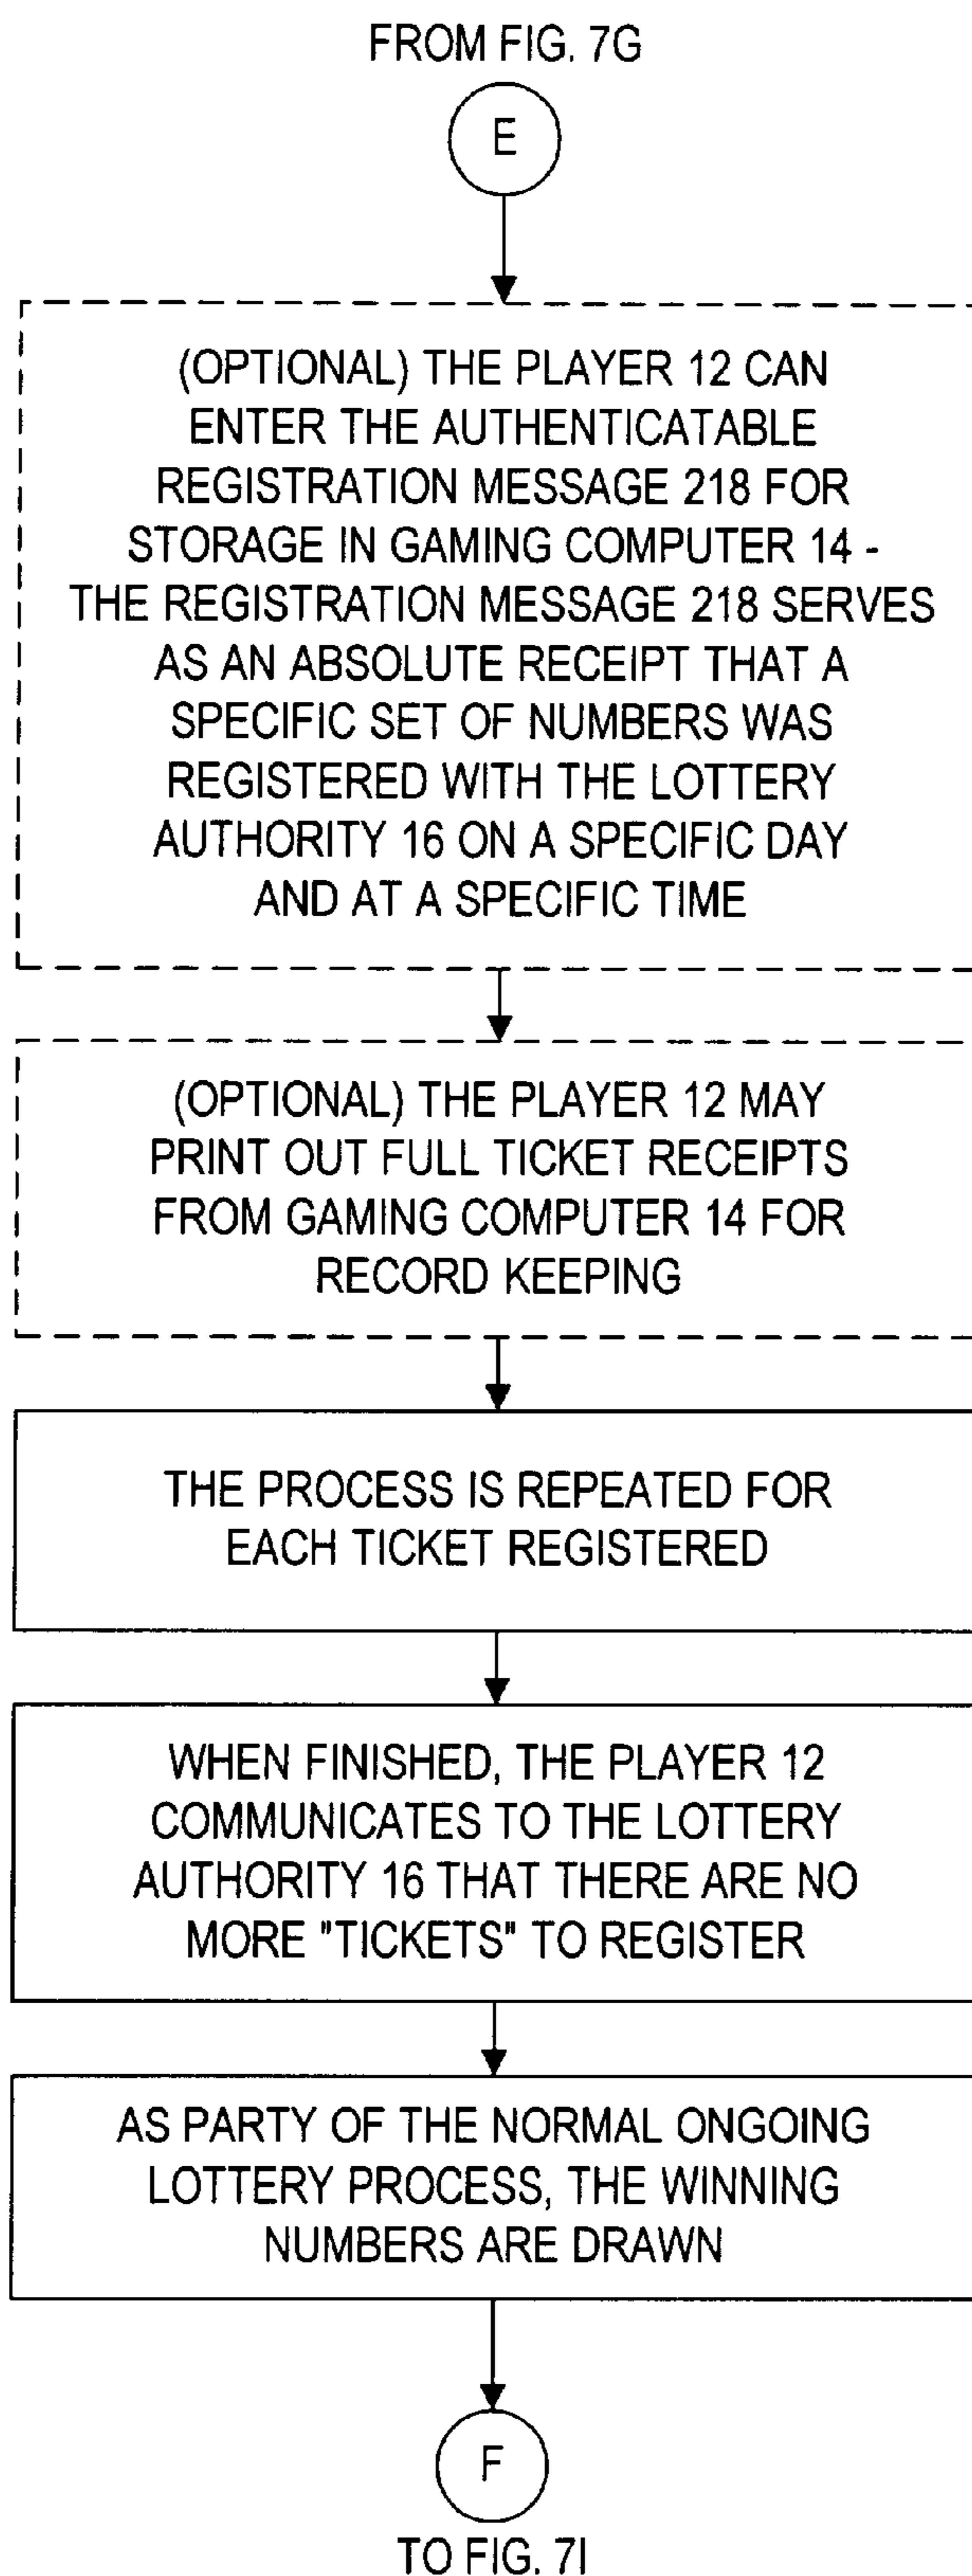 FROM FIG. 7G
E
(OPTIONAL) THE PLAYER 12 CAN
ENTER THE AUTHENTICATABLE
REGISTRATION MESSAGE 218 FOR
STORAGE IN GAMING COMPUTER 14 -
THE REGISTRATION MESSAGE 218 SERVES
AS AN ABSOLUTE RECEIPT THAT A
SPECIFIC SET OF NUMBERS WAS
REGISTERED WITH THE LOTTERY
AUTHORITY 16 ON A SPECIFIC DAY
AND AT A SPECIFIC TIME
(OPTIONAL) THE PLAYER 12 MAY
PRINT OUT FULL TICKET RECEIPTS
FROM GAMING COMPUTER 14 FOR
RECORD KEEPING
THE PROCESS IS REPEATED FOR
EACH TICKET REGISTERED
WHEN FINISHED, THE PLAYER 12
COMMUNICATES TO THE LOTTERY
AUTHORITY 16 THAT THERE ARE NO
MORE "TICKETS" TO REGISTER
AS PARTY OF THE NORMAL ONGOING
LOTTERY PROCESS, THE WINNING
NUMBERS ARE DRAWN
F
TO FIG. 7I